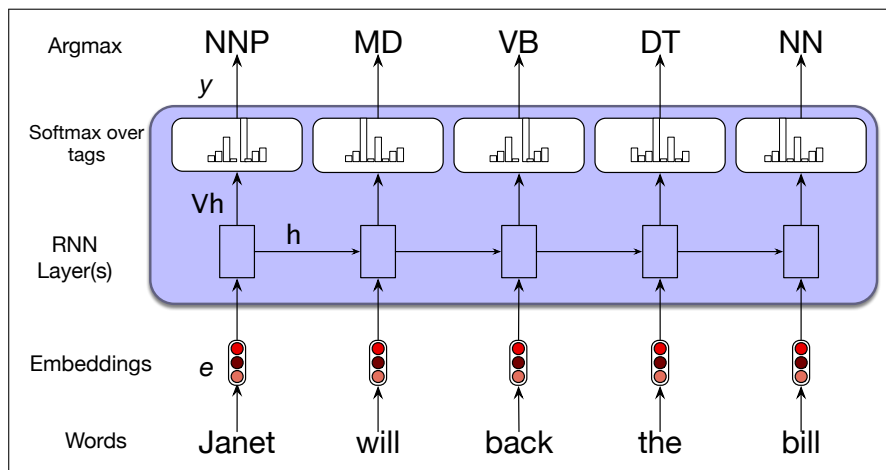 Argmax NNP MD VB DT NN
y
Softmax over
tags
Vh
h
RNN
Layer(s)
Embeddings e
Words Janet will back the bill